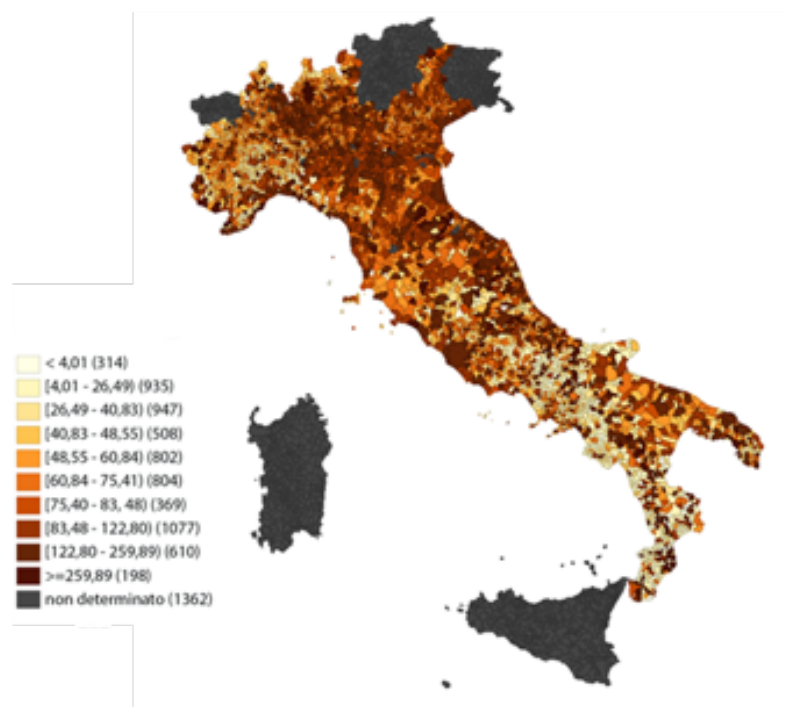 < 4,01 (314)
[4,01 - 26,49) (935)
[26,49 - 40,83) (947)
[40,83 - 48,55) (508)
[48,55 - 60,84) (802)
[60,84 - 75,41) (804)
[75,40 - 83, 48) (369)
[83,48 - 122,80) (1077)
[122,80 - 259,89) (610)
>=259,89 (198)
non determinato (1362)